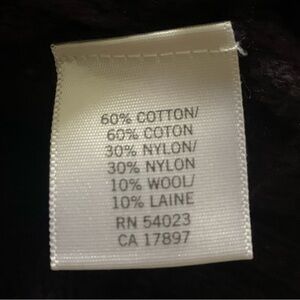 60% COTTON/
60% COTON
30% NYLON/
30% NYLON
10% WOOL/
10% LAINE
RN 54023
CA 17897